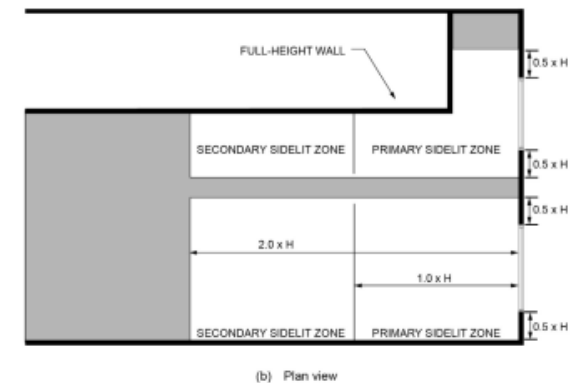 FULL-HEIGHT WALL
0.5 x H
SECONDARY SIDELIT ZONE
PRIMARY SIDELIT ZONE
0.5 x H
0.5 x H
2.0 x H
1.0 x H
SECONDARY SIDELIT ZONE
PRIMARY SIDELIT ZONE
0.5 x H
(b) Plan view